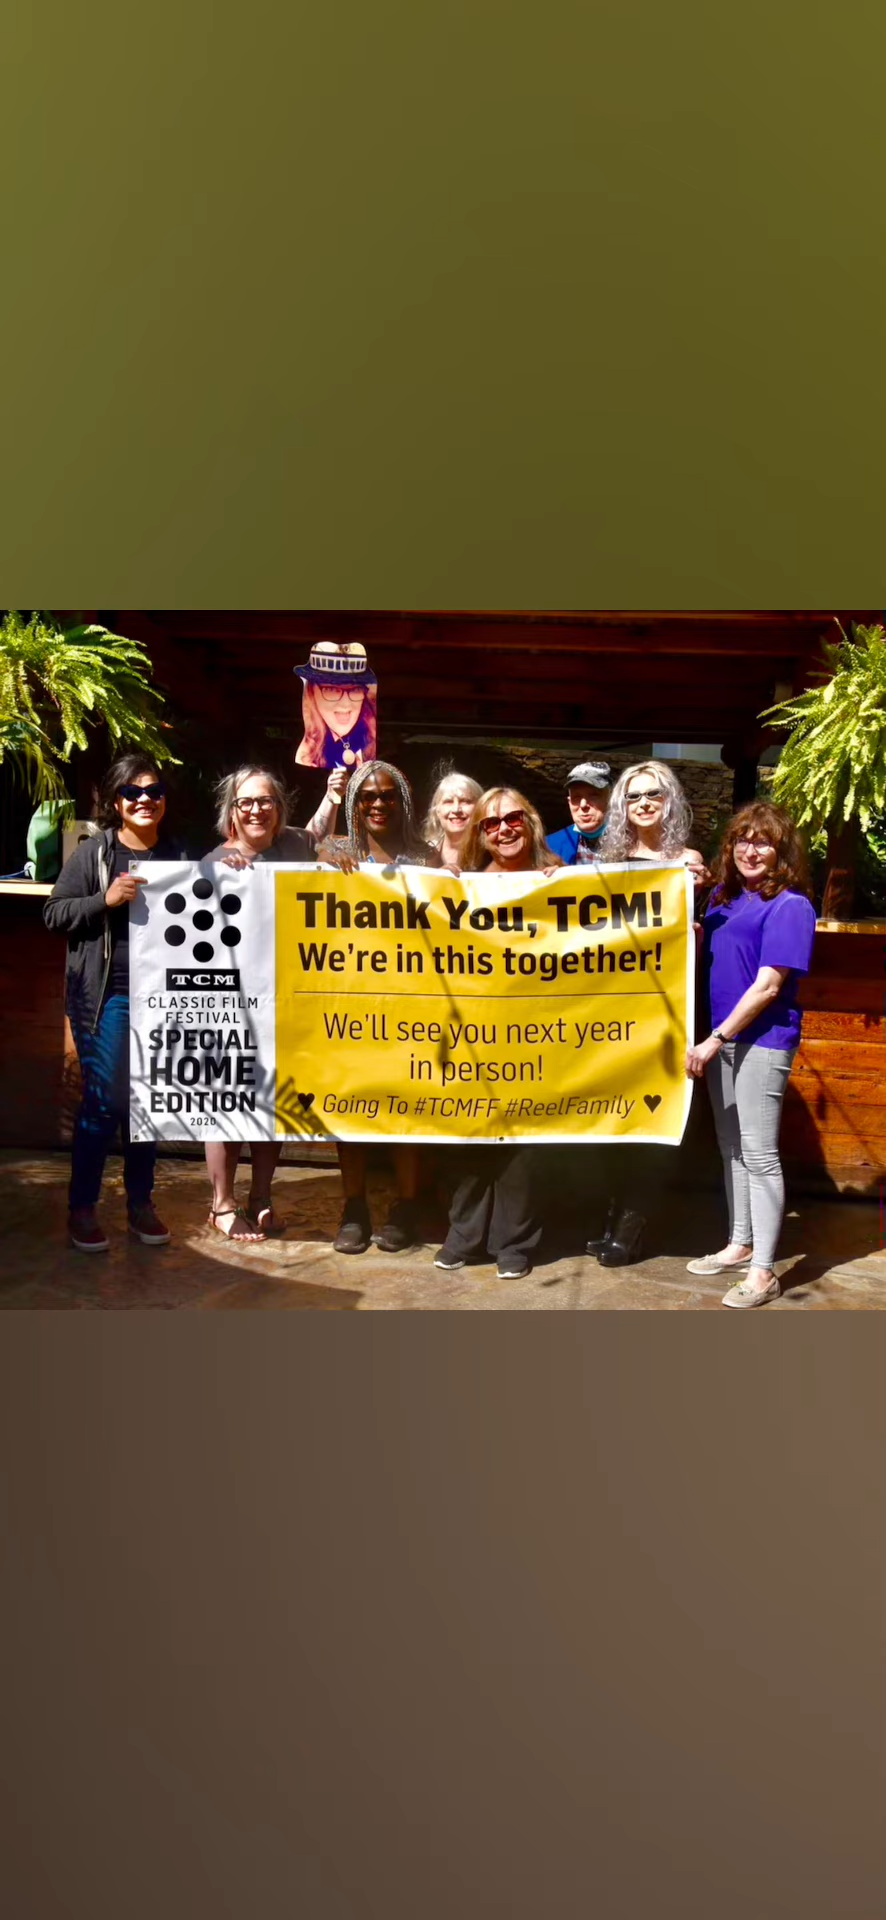 TCM
CLASSIC FILM
FESTIVAL
SPECIAL
HOME
EDITION
2020
Thank You, TCM!
We're in this together!
We'll see you next year
in person!
♥ Going To #TCMFF #ReelFamily ♥